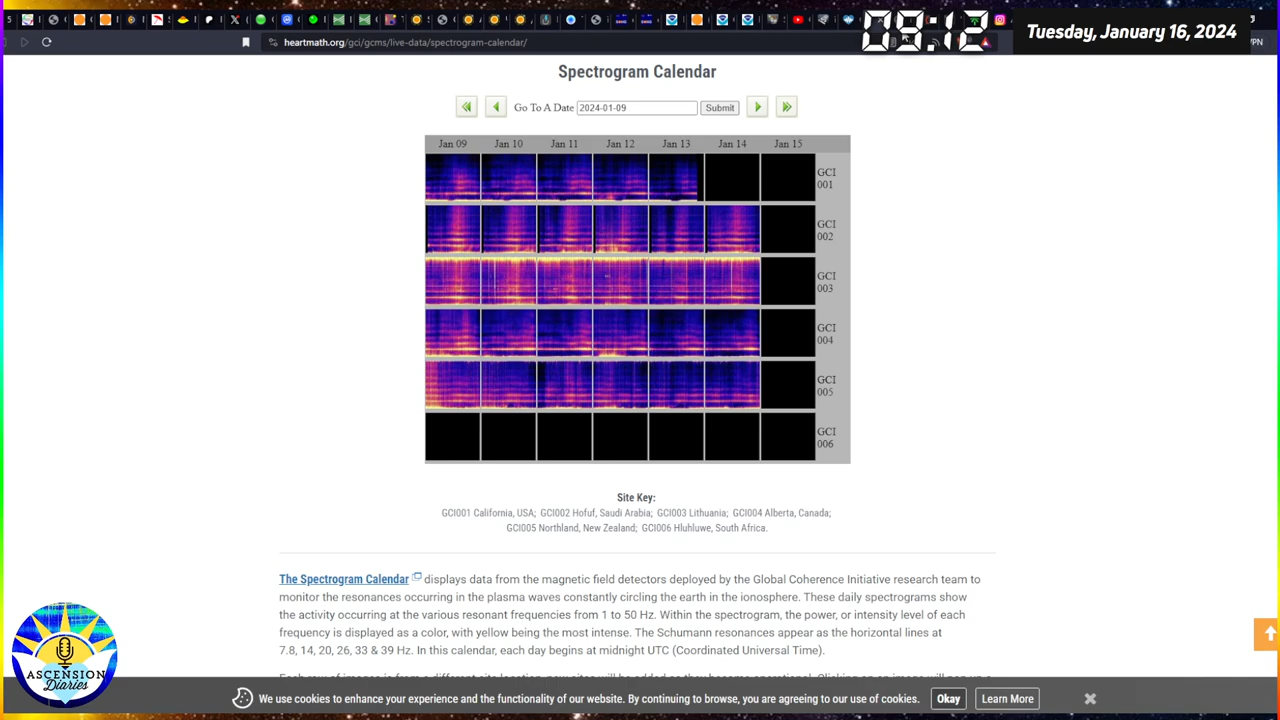 5
09:12
Tuesday, January 16, 2024
heartmath.org/gci/gcms/live-data/spectrogram-calendar/
VPN
Spectrogram Calendar
Go To A Date 2024-01-09 Submit
Jan 09 Jan 10 Jan 11 Jan 12 Jan 13 Jan 14 Jan 15
GCI
001
GCI
002
GCI
003
GCI
004
GCI
005
GCI
006
Site Key:
GCI001 California, USA; GCI002 Hofuf, Saudi Arabia; GCI003 Lithuania; GCI004 Alberta, Canada;
GCI005 Northland, New Zealand; GCI006 Hluhluwe, South Africa.
The Spectrogram Calendar displays data from the magnetic field detectors deployed by the Global Coherence Initiative research team to
monitor the resonances occurring in the plasma waves constantly circling the earth in the ionosphere. These daily spectrograms show
the activity occurring at the various resonant frequencies from 1 to 50 Hz. Within the spectrogram, the power, or intensity level of each
frequency is displayed as a color, with yellow being the most intense. The Schumann resonances appear as the horizontal lines at
7.8, 14, 20, 26, 33 & 39 Hz. In this calendar, each day begins at midnight UTC (Coordinated Universal Time).
ASCENSION
Diaries
We use cookies to enhance your experience and the functionality of our website. By continuing to browse, you are agreeing to our use of cookies. Okay Learn More